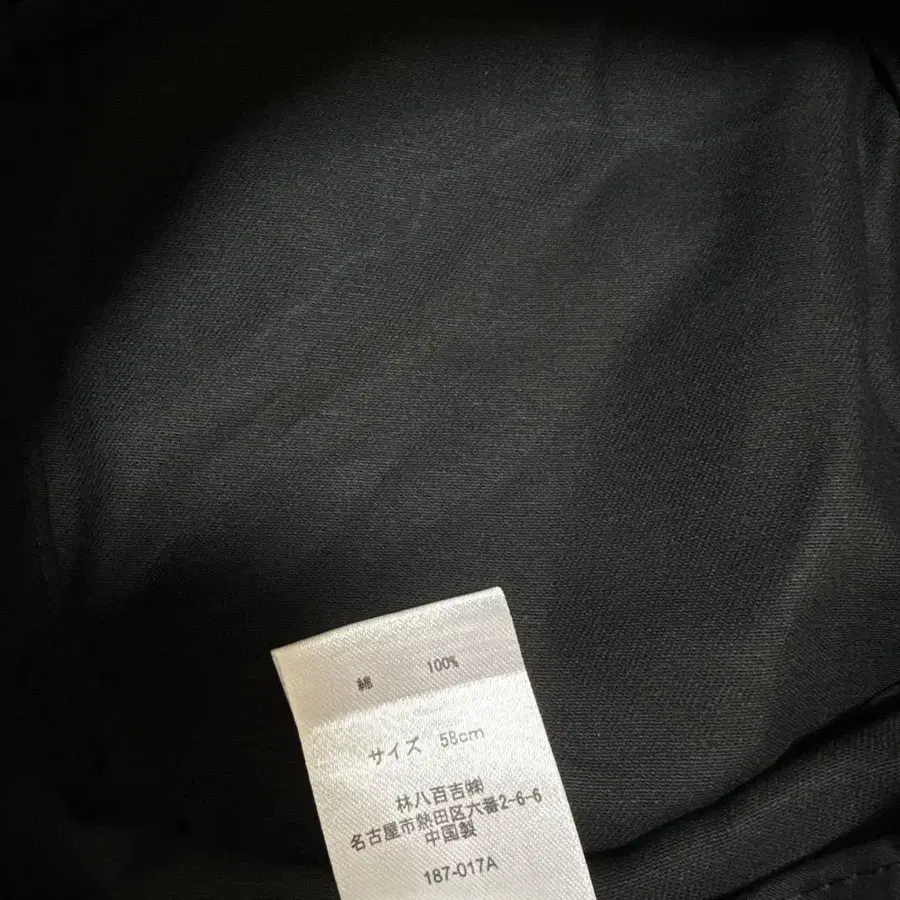 綿 100%
サイズ 58cm
林八百吉㈱
名古屋市熱田区六番2-6-6
中国製
187-017A